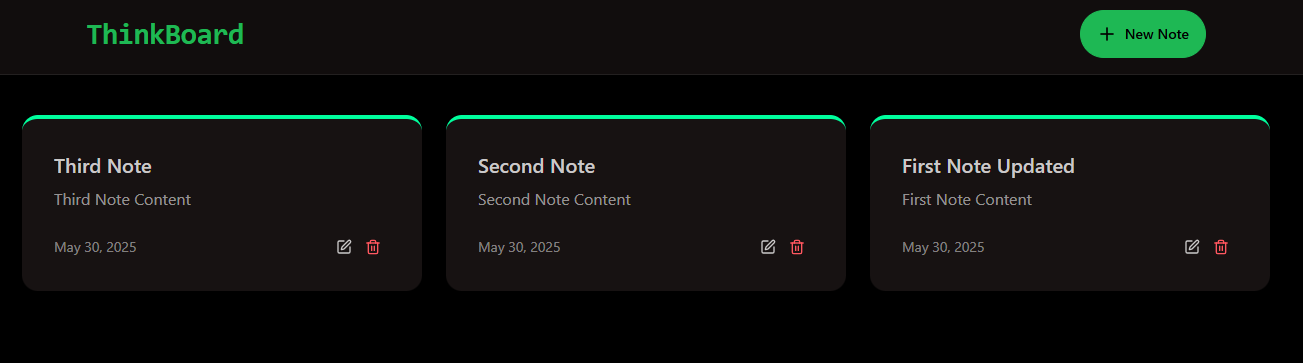 ThinkBoard
New Note
Third Note
Third Note Content
May 30, 2025
Second Note
Second Note Content
May 30, 2025
First Note Updated
First Note Content
May 30, 2025